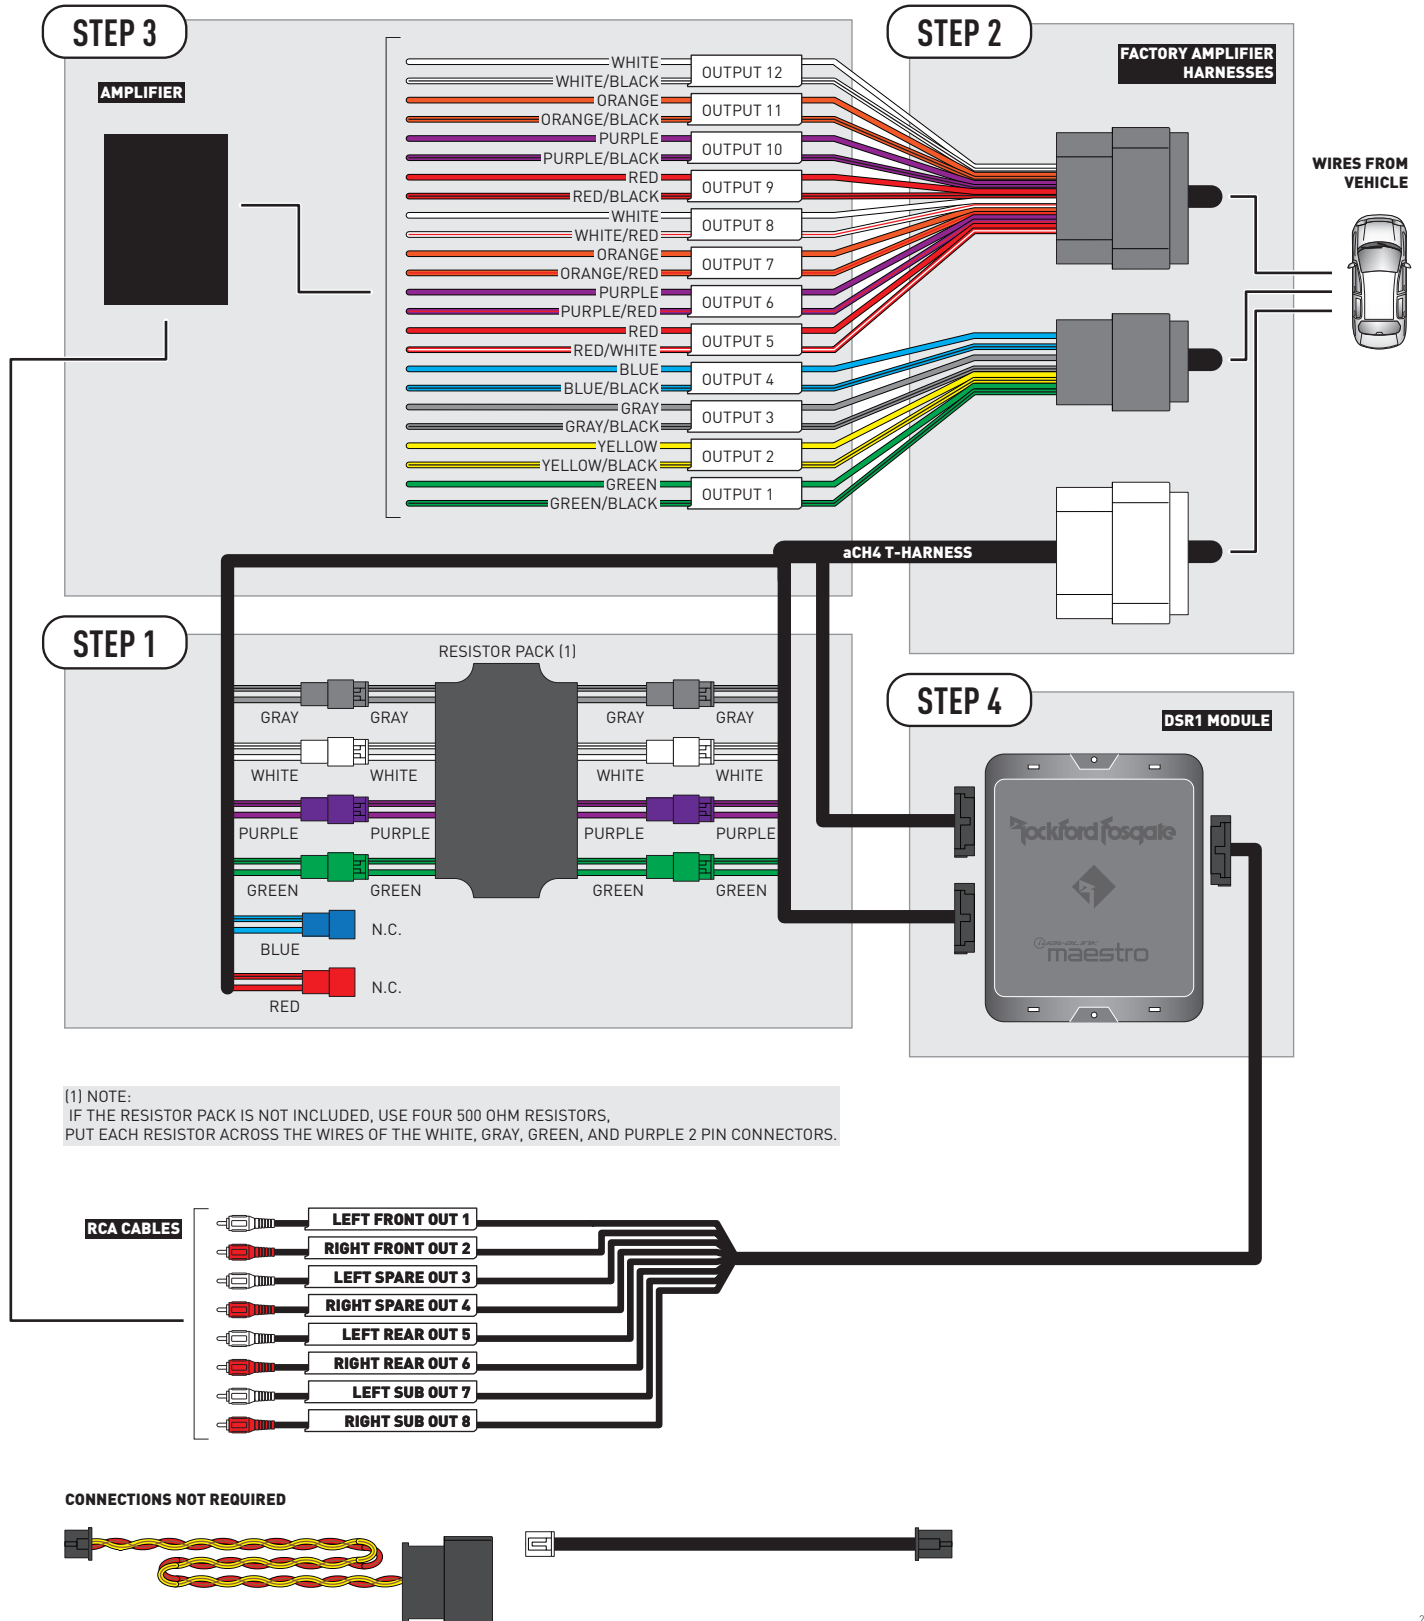 STEP 3
AMPLIFIER
WHITE
WHITE/BLACK
OUTPUT 12
ORANGE
ORANGE/BLACK
OUTPUT 11
PURPLE
PURPLE/BLACK
OUTPUT 10
RED
RED/BLACK
OUTPUT 9
WHITE
WHITE/RED
OUTPUT 8
ORANGE
ORANGE/RED
OUTPUT 7
PURPLE
PURPLE/RED
OUTPUT 6
RED
RED/WHITE
OUTPUT 5
BLUE
BLUE/BLACK
OUTPUT 4
GRAY
GRAY/BLACK
OUTPUT 3
YELLOW
YELLOW/BLACK
OUTPUT 2
GREEN
GREEN/BLACK
OUTPUT 1
STEP 2
FACTORY AMPLIFIER
HARNESSES
WIRES FROM
VEHICLE
aCH4 T-HARNESS
STEP 1
RESISTOR PACK (1)
GRAY GRAY GRAY GRAY
WHITE WHITE WHITE WHITE
PURPLE PURPLE PURPLE PURPLE
GREEN GREEN GREEN GREEN
BLUE N.C.
RED N.C.
STEP 4
DSR1 MODULE
Rockford Fosgate
iDATALINK
maestro
(1) NOTE:
IF THE RESISTOR PACK IS NOT INCLUDED, USE FOUR 500 OHM RESISTORS,
PUT EACH RESISTOR ACROSS THE WIRES OF THE WHITE, GRAY, GREEN, AND PURPLE 2 PIN CONNECTORS.
RCA CABLES
LEFT FRONT OUT 1
RIGHT FRONT OUT 2
LEFT SPARE OUT 3
RIGHT SPARE OUT 4
LEFT REAR OUT 5
RIGHT REAR OUT 6
LEFT SUB OUT 7
RIGHT SUB OUT 8
CONNECTIONS NOT REQUIRED
2